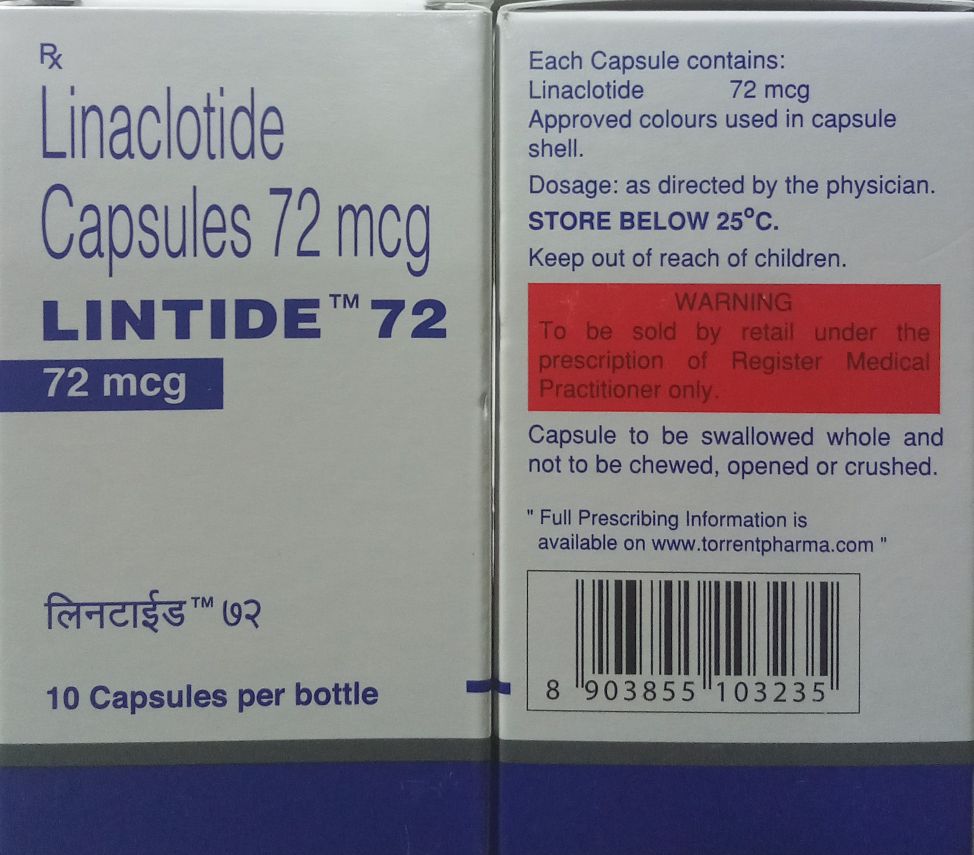 Rx
Linaclotide
Capsules 72 mcg
LINTIDE™ 72
72 mcg
लिनटाईड™ ७२
10 Capsules per bottle
Each Capsule contains:
Linaclotide 72 mcg
Approved colours used in capsule
shell.
Dosage: as directed by the physician.
STORE BELOW 25°C.
Keep out of reach of children.
WARNING
To be sold by retail under the
prescription of Register Medical
Practitioner only.
Capsule to be swallowed whole and
not to be chewed, opened or crushed.
" Full Prescribing Information is
available on www.torrentpharma.com "
8 903855 103235